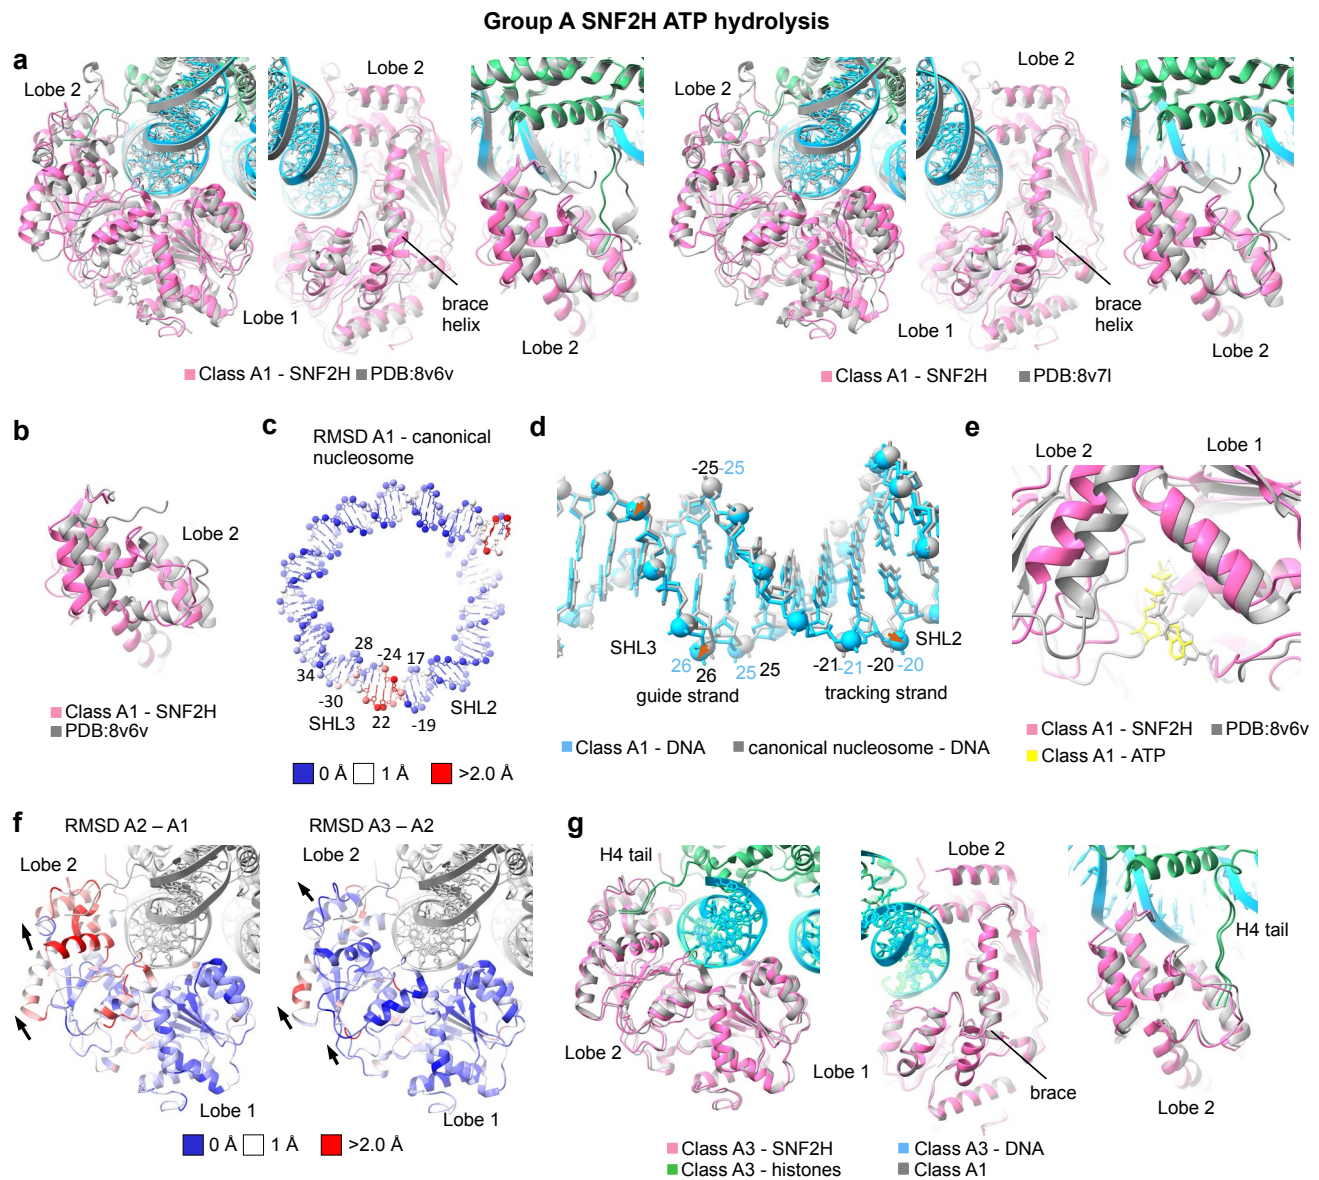 Group A SNF2H ATP hydrolysis
a
Lobe 2
Lobe 2
Lobe 1
brace
helix
Lobe 2
Class A1 - SNF2H PDB:8v6v
Lobe 2
Lobe 2
Lobe 1
brace
helix
Lobe 2
Class A1 - SNF2H PDB:8v7l
b
Lobe 2
Class A1 - SNF2H
PDB:8v6v
c
RMSD A1 - canonical
nucleosome
28
-24
17
34
-30
SHL3
22
-19
SHL2
0 Å 1 Å >2.0 Å
d
-25 -25
SHL3
SHL2
26
26
25 25
-21 -21 -20 -20
guide strand
tracking strand
Class A1 - DNA canonical nucleosome - DNA
e
Lobe 2
Lobe 1
Class A1 - SNF2H PDB:8v6v
Class A1 - ATP
f
RMSD A2 – A1
Lobe 2
Lobe 1
RMSD A3 – A2
Lobe 2
Lobe 1
0 Å 1 Å >2.0 Å
g
H4 tail
Lobe 2
Lobe 1
Lobe 2
brace
H4 tail
Lobe 2
Class A3 - SNF2H Class A3 - DNA
Class A3 - histones Class A1